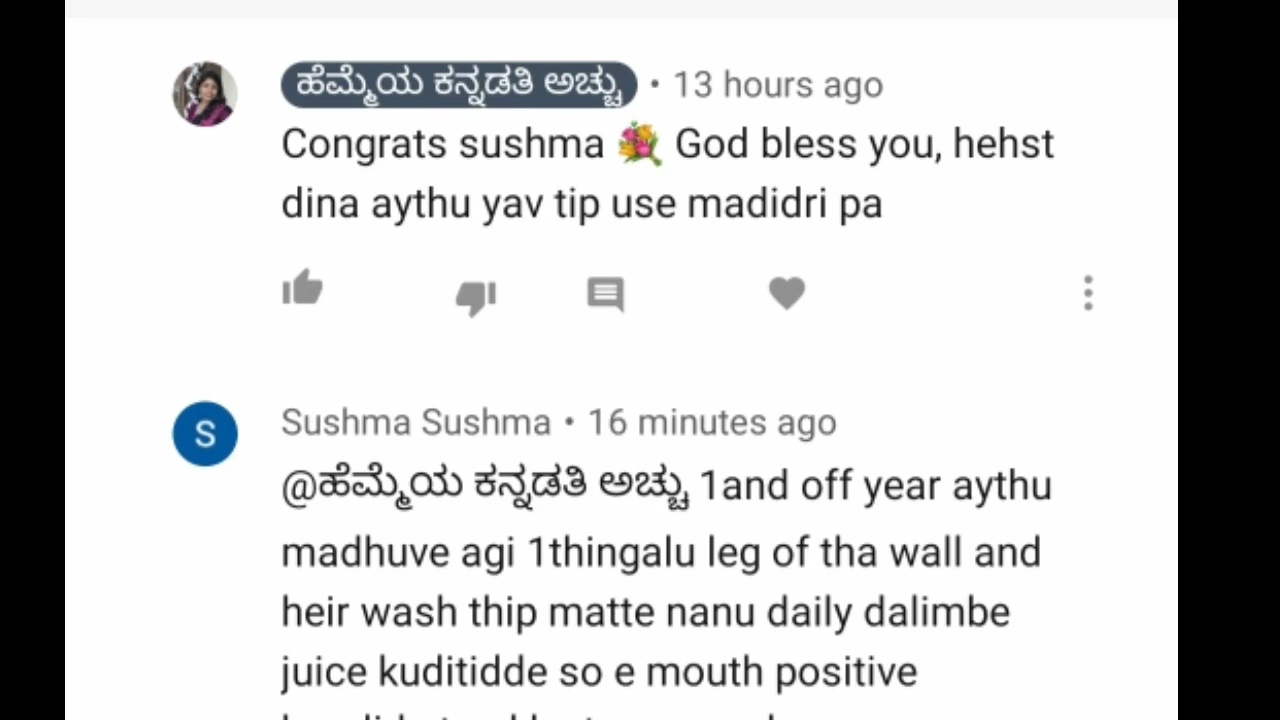 ಹೆಮ್ಮೆಯ ಕನ್ನಡತಿ ಅಚ್ಚು • 13 hours ago
Congrats sushma 💐 God bless you, hehst
dina aythu yav tip use madidri pa
S
Sushma Sushma • 16 minutes ago
@ಹೆಮ್ಮೆಯ ಕನ್ನಡತಿ ಅಚ್ಚು 1and off year aythu
madhuve agi 1thingalu leg of tha wall and
heir wash thip matte nanu daily dalimbe
juice kuditidde so e mouth positive